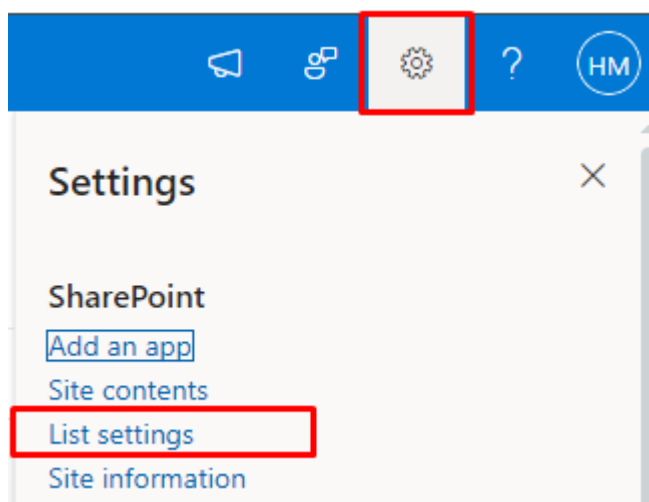 ?
HM
Settings
SharePoint
Add an app
Site contents
List settings
Site information